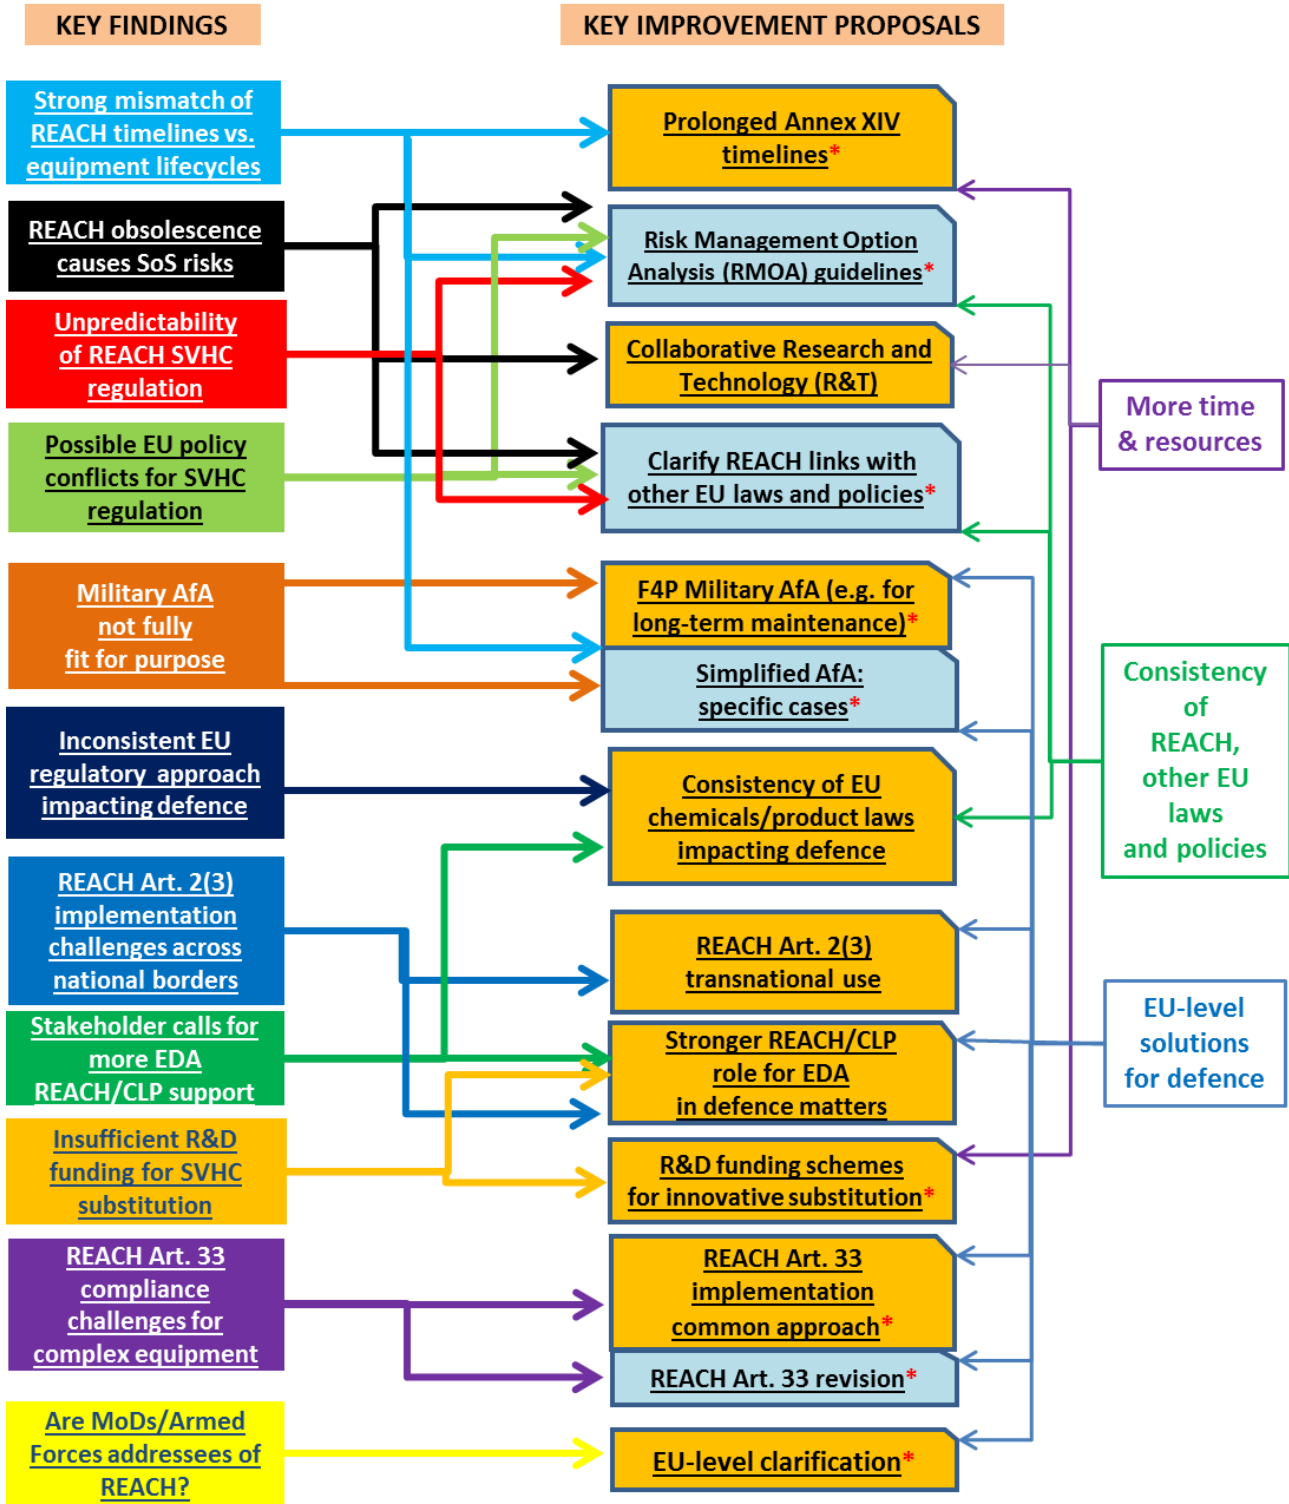 KEY FINDINGS
KEY IMPROVEMENT PROPOSALS
Strong mismatch of
REACH timelines vs.
equipment lifecycles
REACH obsolescence
causes SoS risks
Unpredictability
of REACH SVHC
regulation
Possible EU policy
conflicts for SVHC
regulation
Military AfA
not fully
fit for purpose
Inconsistent EU
regulatory approach
impacting defence
REACH Art. 2(3)
implementation
challenges across
national borders
Stakeholder calls for
more EDA
REACH/CLP support
Insufficient R&D
funding for SVHC
substitution
REACH Art. 33
compliance
challenges for
complex equipment
Are MoDs/Armed
Forces addressees of
REACH?
Prolonged Annex XIV
timelines*
Risk Management Option
Analysis (RMOA) guidelines*
Collaborative Research and
Technology (R&T)
Clarify REACH links with
other EU laws and policies*
F4P Military AfA (e.g. for
long-term maintenance)*
Simplified AfA:
specific cases*
Consistency of EU
chemicals/product laws
impacting defence
REACH Art. 2(3)
transnational use
Stronger REACH/CLP
role for EDA
in defence matters
R&D funding schemes
for innovative substitution*
REACH Art. 33
implementation
common approach*
REACH Art. 33 revision*
EU-level clarification*
More time
& resources
Consistency
of
REACH,
other EU
laws
and policies
EU-level
solutions
for defence